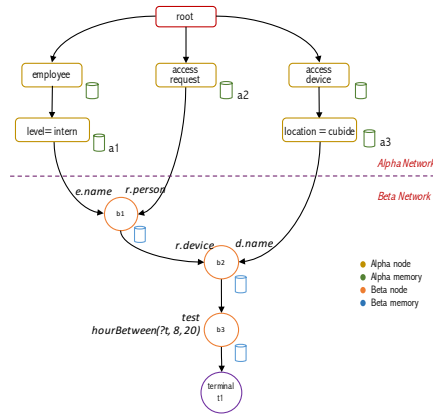 root
employee
access
request
access
device
a2
level= intern
a1
location = cubide
a3
Alpha Network
e.name
r.person
Beta Network
b1
r.device
d.name
b2
Alpha node
Alpha memory
Beta node
Beta memory
test
hourBetween(?t, 8, 20)
b3
terminal
t1